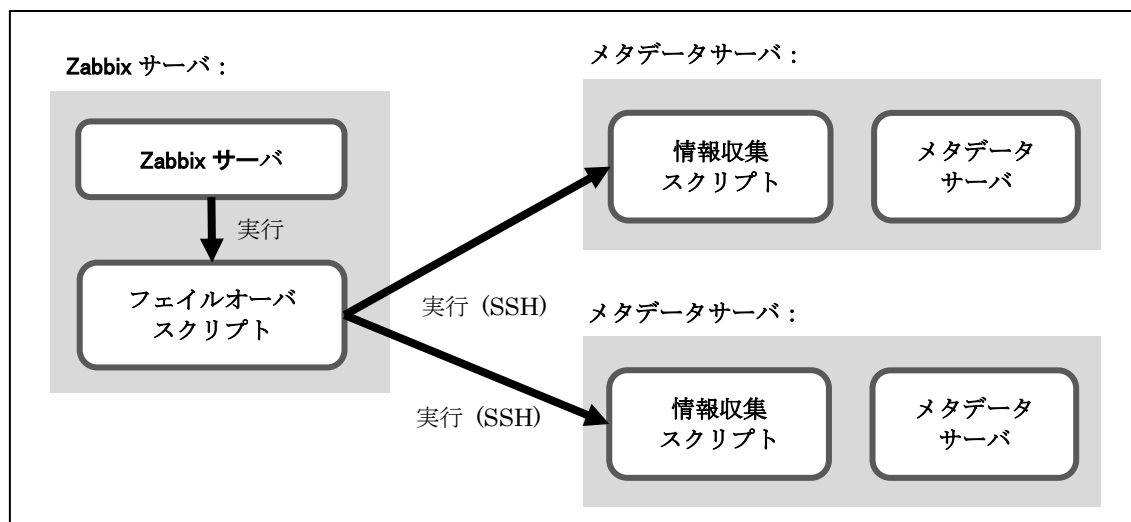 Zabbix サーバ：
Zabbix サーバ
実行
フェイルオーバ
スクリプト
実行 (SSH)
実行 (SSH)
メタデータサーバ：
情報収集
スクリプト
メタデータ
サーバ
メタデータサーバ：
情報収集
スクリプト
メタデータ
サーバ